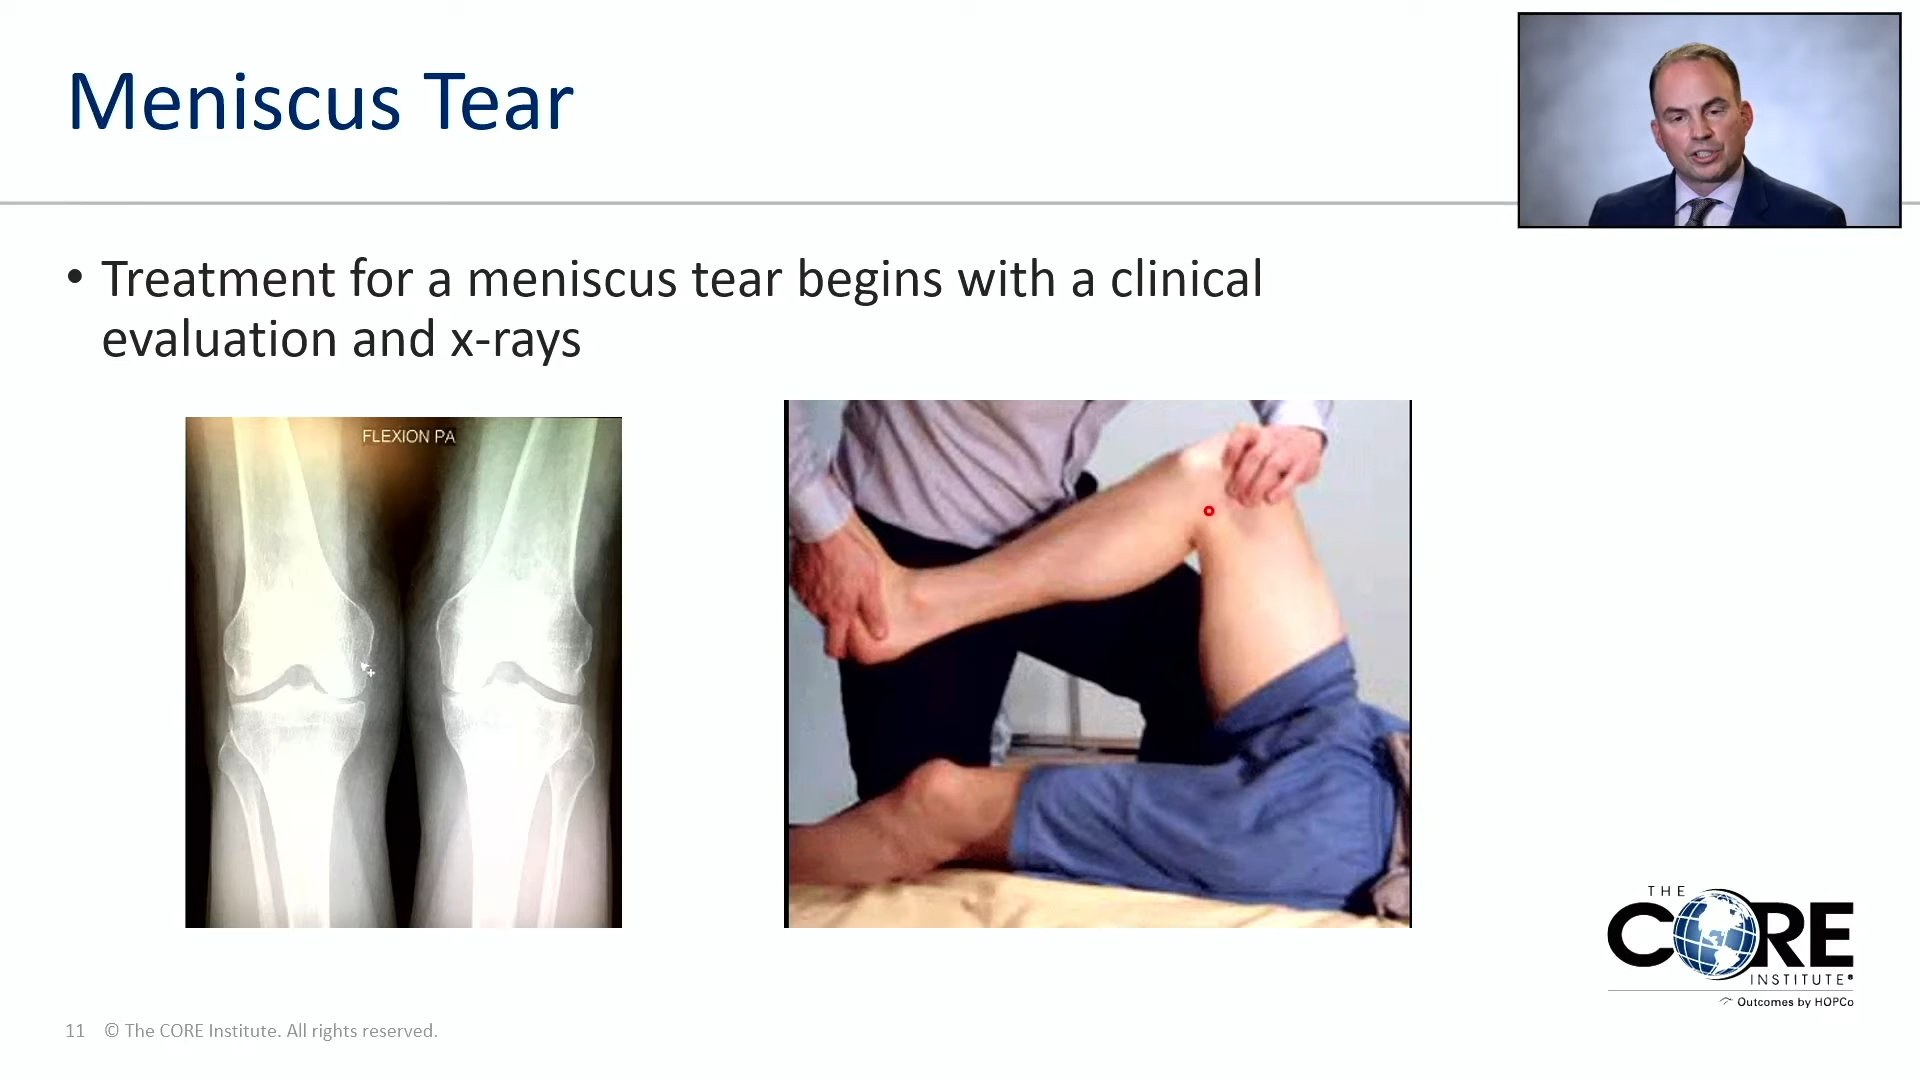 Meniscus Tear
• Treatment for a meniscus tear begins with a clinical
evaluation and x-rays
FLEXION PA
THE
CORE
INSTITUTE®
Outcomes by HOPCo
11 © The CORE Institute. All rights reserved.